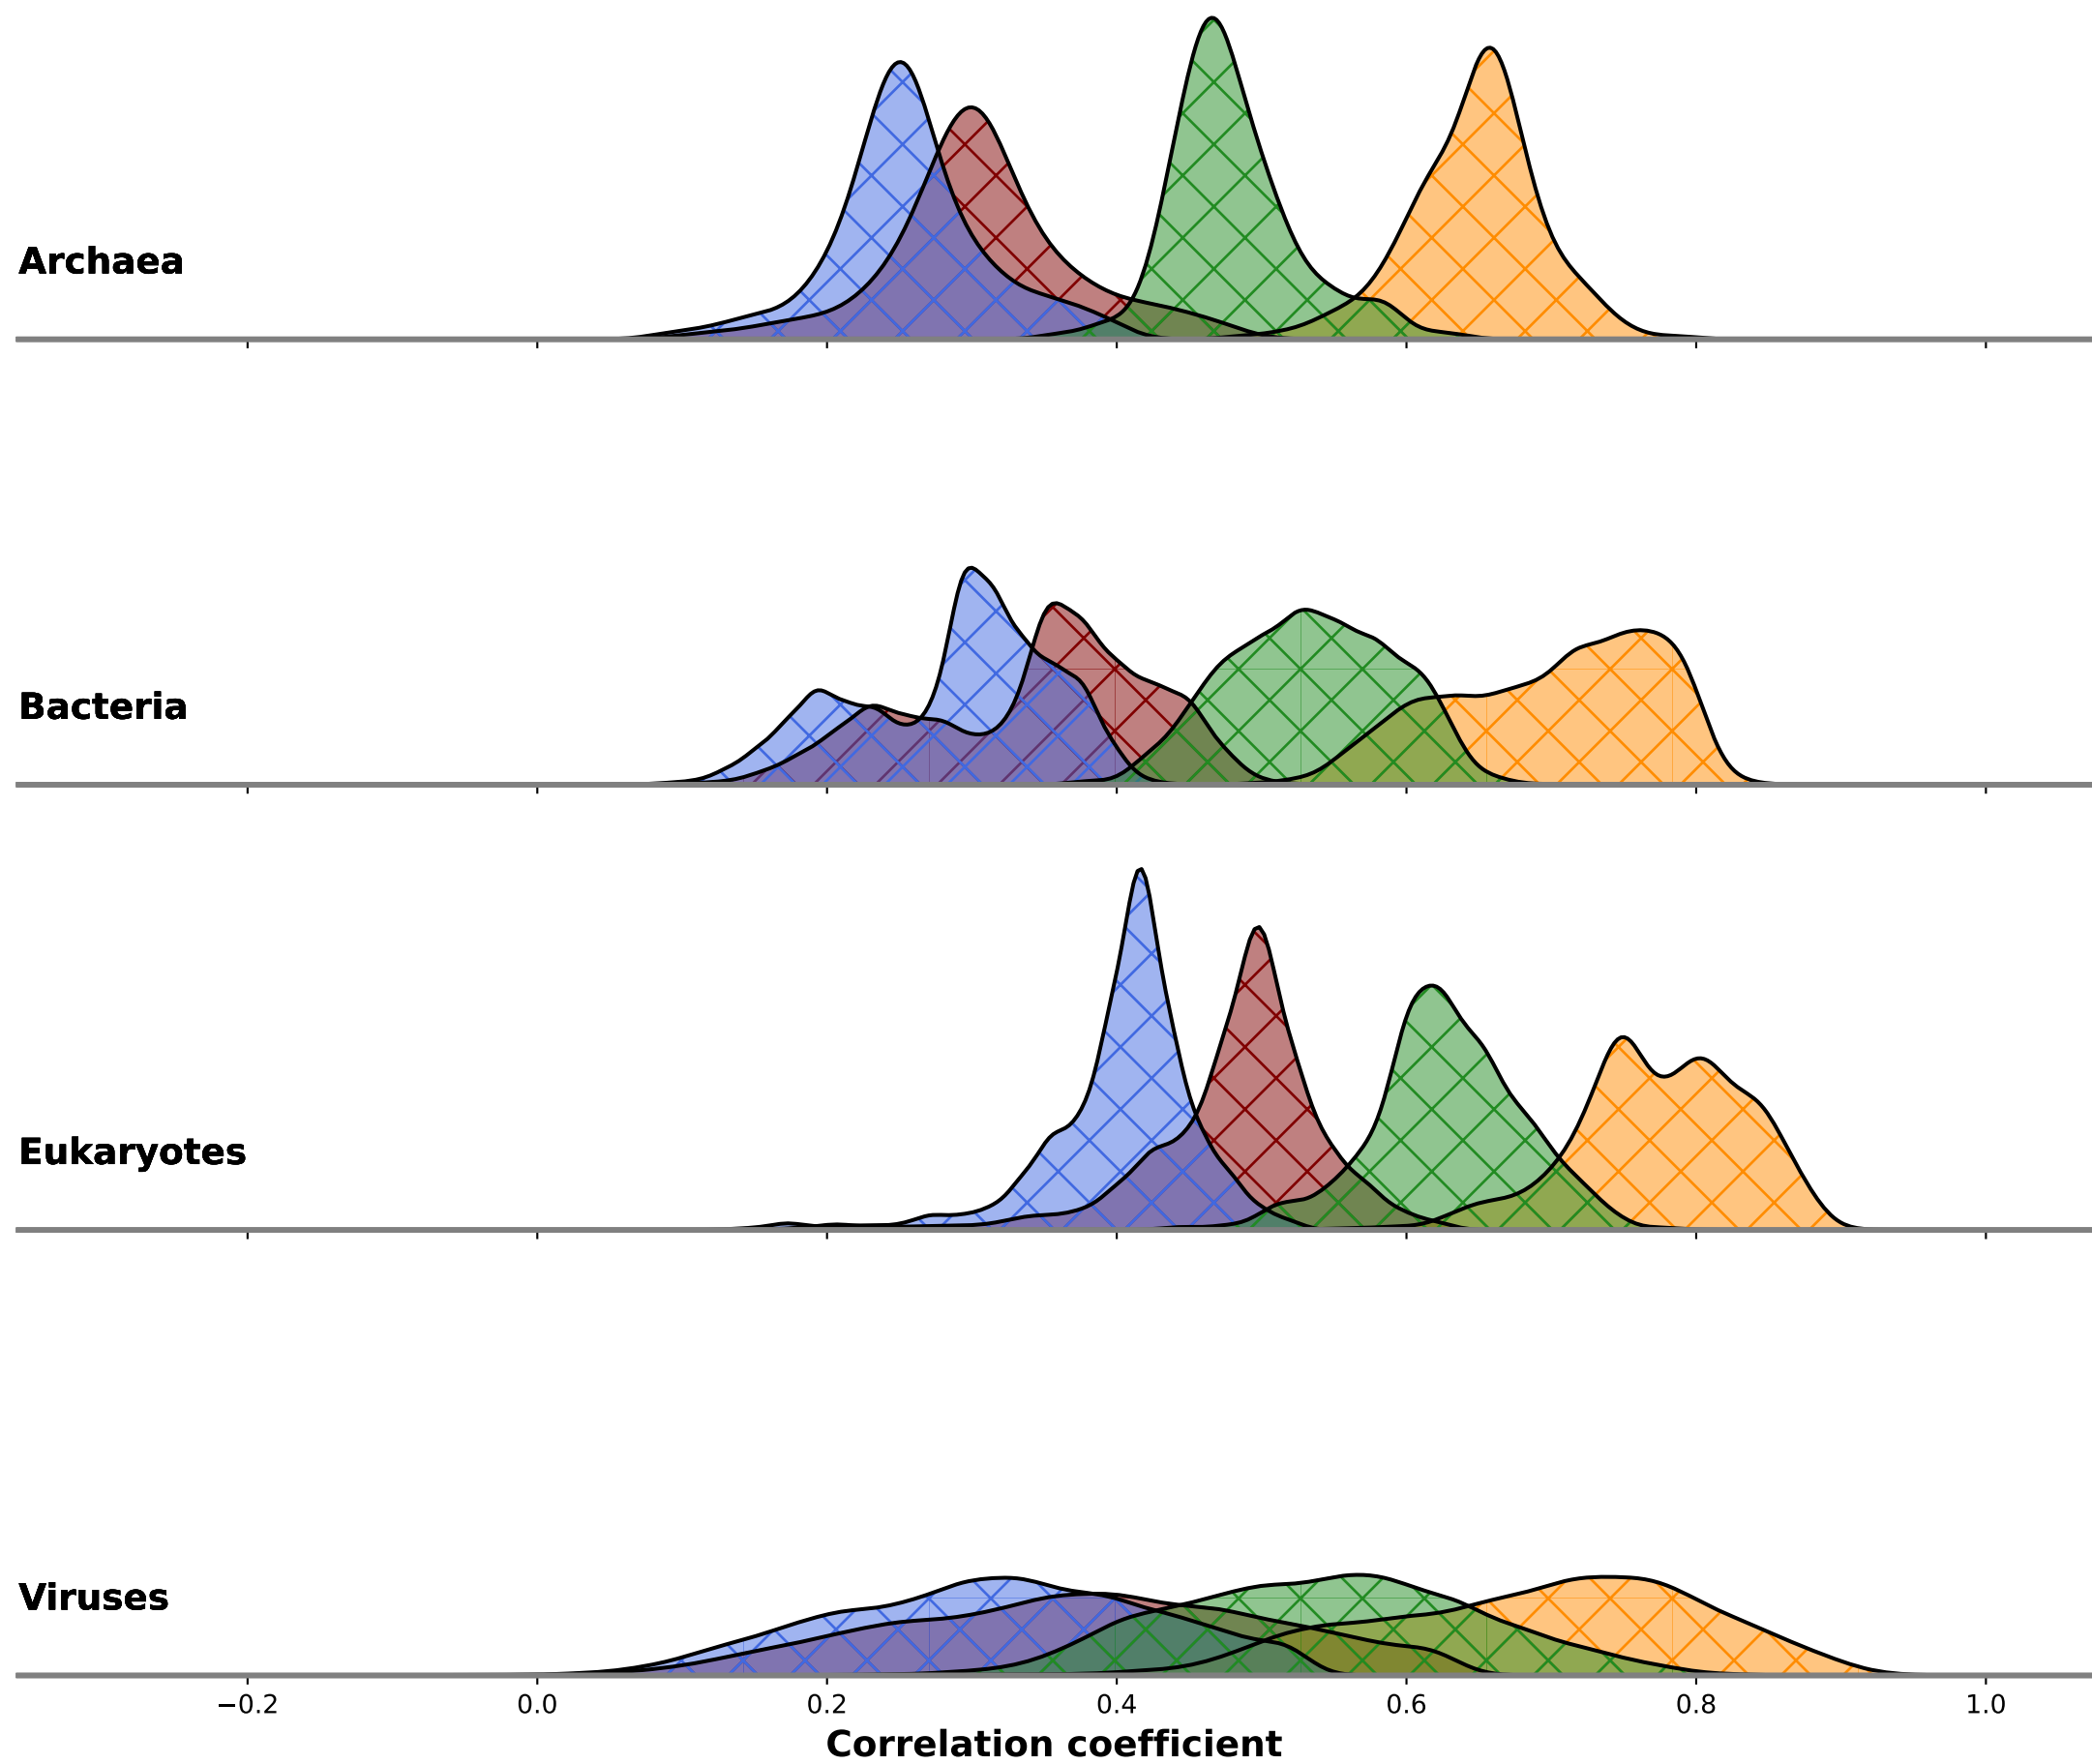 Archaea
Bacteria
Eukaryotes
Viruses
−0.2 0.0 0.2 0.4 0.6 0.8 1.0
Correlation coefficient